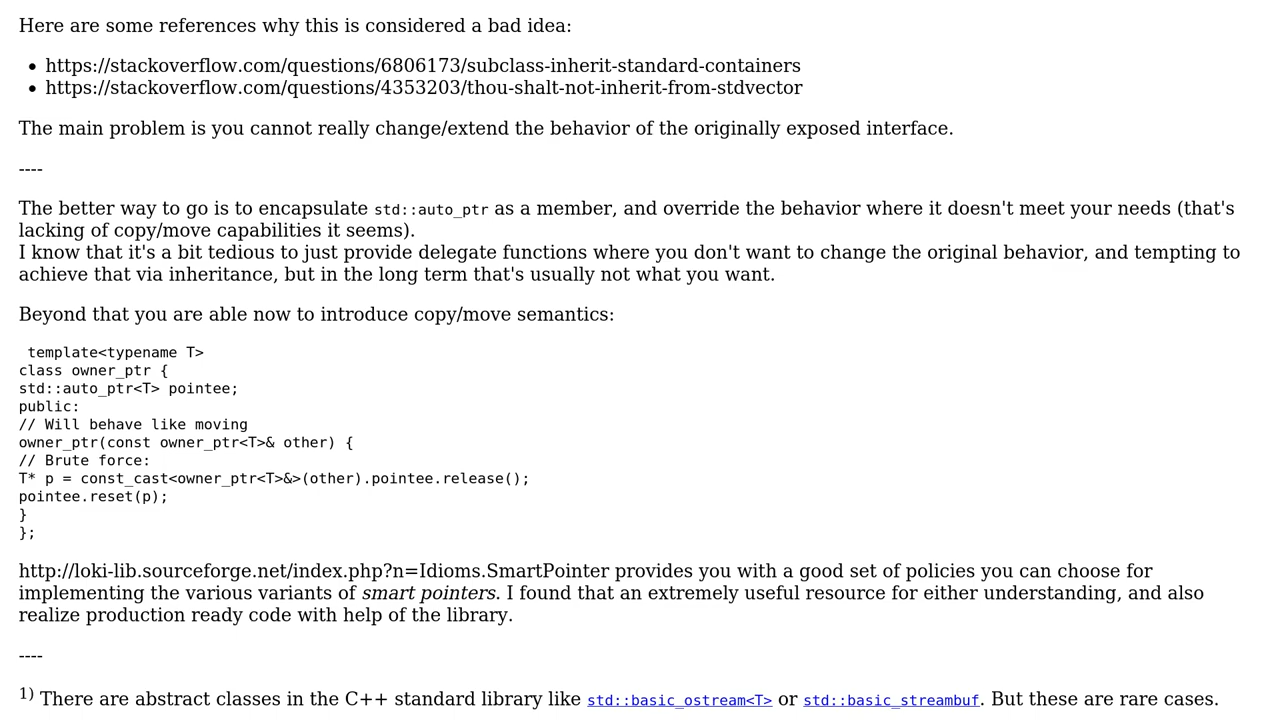 Here are some references why this is considered a bad idea:
• https://stackoverflow.com/questions/6806173/subclass-inherit-standard-containers
• https://stackoverflow.com/questions/4353203/thou-shalt-not-inherit-from-stdvector
The main problem is you cannot really change/extend the behavior of the originally exposed interface.
----
The better way to go is to encapsulate std::auto_ptr as a member, and override the behavior where it doesn't meet your needs (that's
lacking of copy/move capabilities it seems).
I know that it's a bit tedious to just provide delegate functions where you don't want to change the original behavior, and tempting to
achieve that via inheritance, but in the long term that's usually not what you want.
Beyond that you are able now to introduce copy/move semantics:
template<typename T>
class owner_ptr {
std::auto_ptr<T> pointee;
public:
// Will behave like moving
owner_ptr(const owner_ptr<T>& other) {
// Brute force:
T* p = const_cast<owner_ptr<T>&>(other).pointee.release();
pointee.reset(p);
}
};
http://loki-lib.sourceforge.net/index.php?n=Idioms.SmartPointer provides you with a good set of policies you can choose for
implementing the various variants of smart pointers. I found that an extremely useful resource for either understanding, and also
realize production ready code with help of the library.
----
1) There are abstract classes in the C++ standard library like std::basic_ostream<T> or std::basic_streambuf. But these are rare cases.